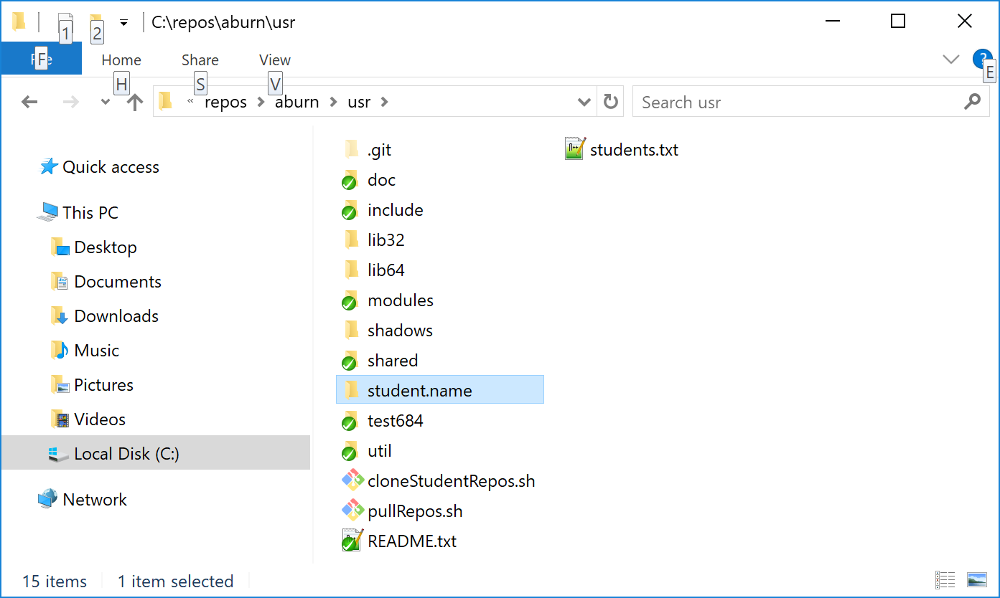 1 2 C:\repos\aburn\usr
F Home Share View
H S V E
« repos > aburn > usr > Search usr
Quick access
This PC
Desktop
Documents
Downloads
Music
Pictures
Videos
Local Disk (C:)
Network
.git
doc
include
lib32
lib64
modules
shadows
shared
student.name
test684
util
cloneStudentRepos.sh
pullRepos.sh
README.txt
students.txt
15 items 1 item selected